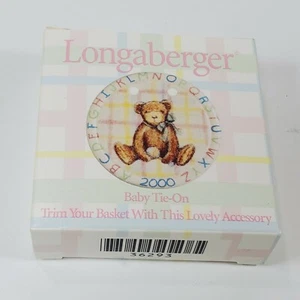 Longaberger
ABCDEFGHIJKLMNOPQRSTUVWXYZ
2000
Baby Tie-On
Trim Your Basket With This Lovely Accessory
36293